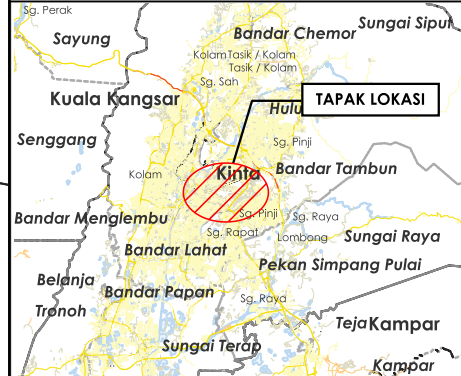 Sg. Perak
Sungai Siput
Bandar Chemor
Sayung
Kolam Tasik / Kolam
Tasik / Kolam
Sg. Sah
Kuala Kangsar
TAPAK LOKASI
Hulu
Senggang
Sg. Pinji
Kolam
Kinta
Bandar Tambun
Bandar Menglembu
Sg. Pinji
Sg. Raya
Sg. Rapat
Lombong
Sungai Raya
Bandar Lahat
Pekan Simpang Pulai
Belanja
Bandar Papan
Sg. Raya
Tronoh
Teja
Kampar
Sungai Terap
Kampar